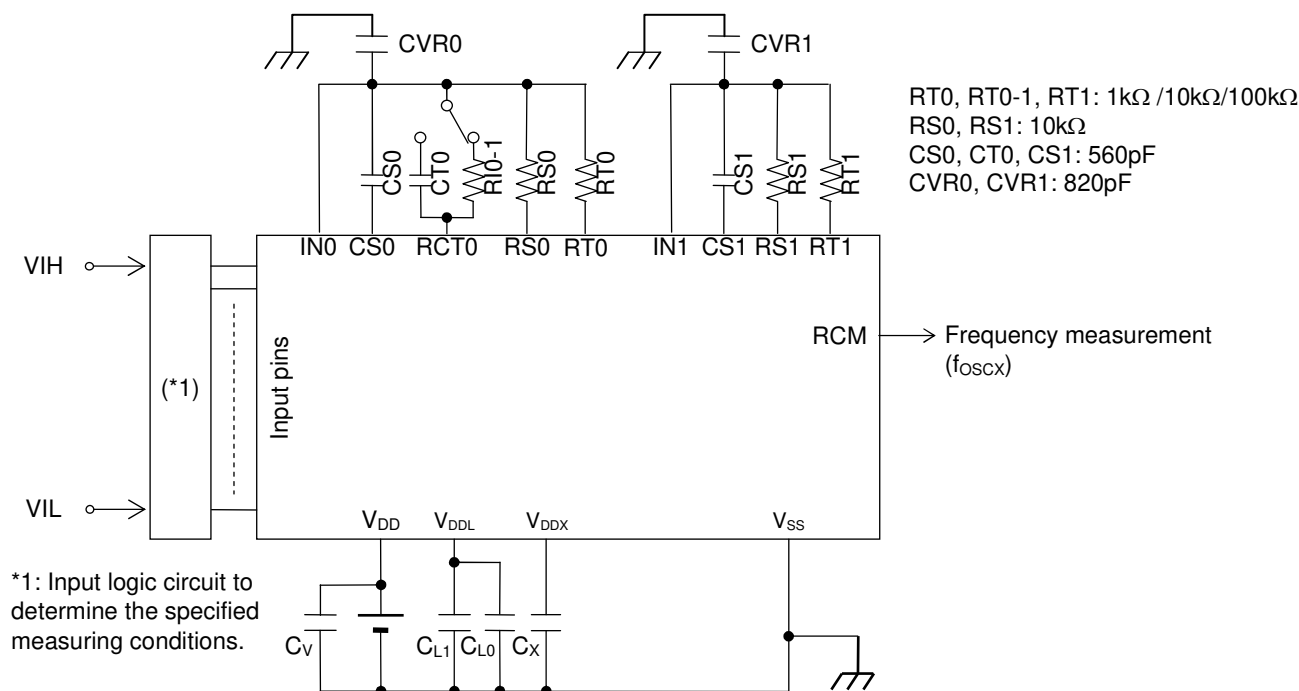 CVR0
CVR1
RT0, RT0-1, RT1: 1kΩ /10kΩ/100kΩ
RS0, RS1: 10kΩ
CS0, CT0, CS1: 560pF
CVR0, CVR1: 820pF
CS0
CT0
RI0-1
RS0
RT0
CS1
RS1
RT1
IN0
CS0
RCT0
RS0
RT0
IN1
CS1
RS1
RT1
VIH
(*1)
Input pins
RCM
Frequency measurement
(fOSCX)
VIL
VDD
VDDL
VDDX
VSS
*1: Input logic circuit to
determine the specified
measuring conditions.
CV
CL1
CL0
CX